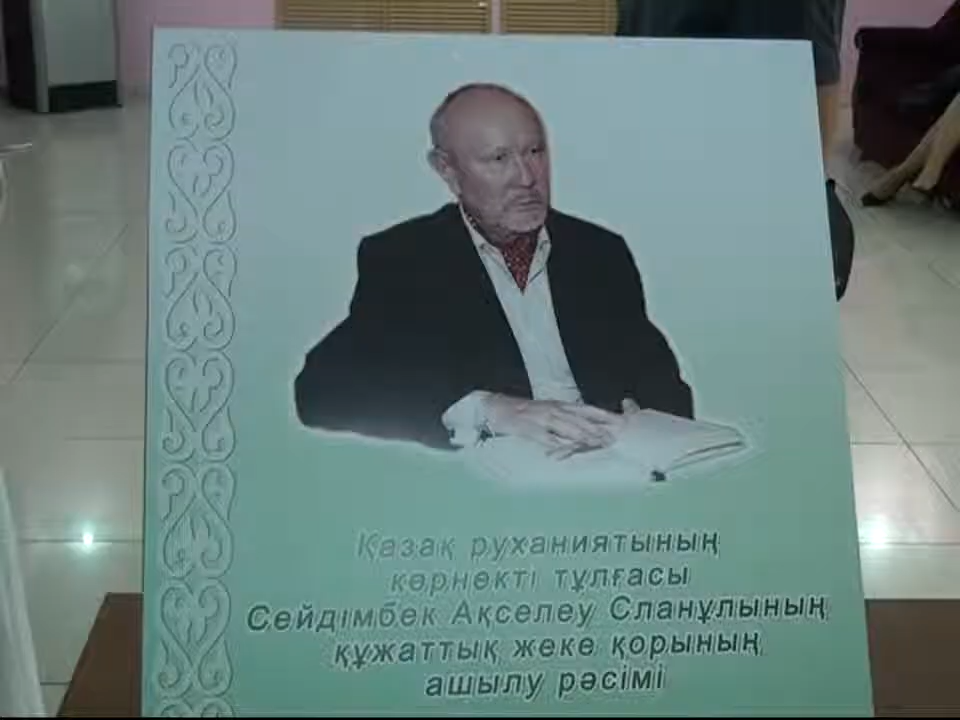 Қазақ руханиятының
көрнекті тұлғасы
Сейдімбек Ақселеу Сланұлының
құжаттық жеке қорының
ашылу рәсімі